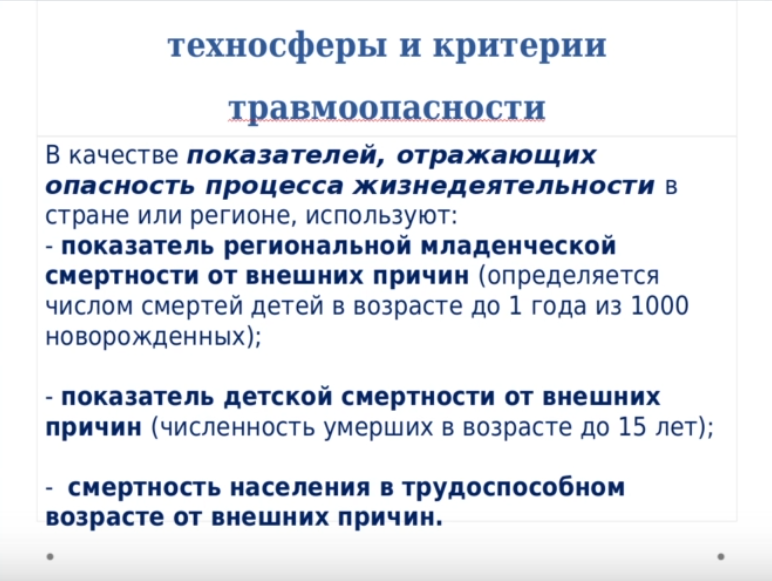 техносферы и критерии
травмоопасности
В качестве показателей, отражающих
опасность процесса жизнедеятельности в
стране или регионе, используют:
- показатель региональной младенческой
смертности от внешних причин (определяется
числом смертей детей в возрасте до 1 года из 1000
новорожденных);
- показатель детской смертности от внешних
причин (численность умерших в возрасте до 15 лет);
- смертность населения в трудоспособном
возрасте от внешних причин.